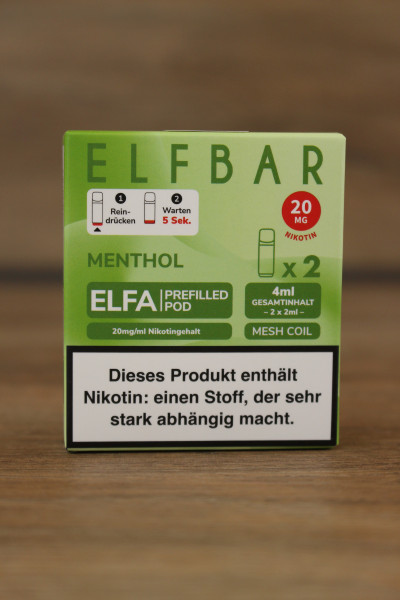 ELFBAR
1
Rein-
drücken
2
Warten
5 Sek.
20
MG
NIKOTIN
MENTHOL
x 2
ELFA PREFILLED
POD
4ml
GESAMTINHALT
– 2 x 2ml –
20mg/ml Nikotingehalt
MESH COIL
Dieses Produkt enthält
Nikotin: einen Stoff, der sehr
stark abhängig macht.